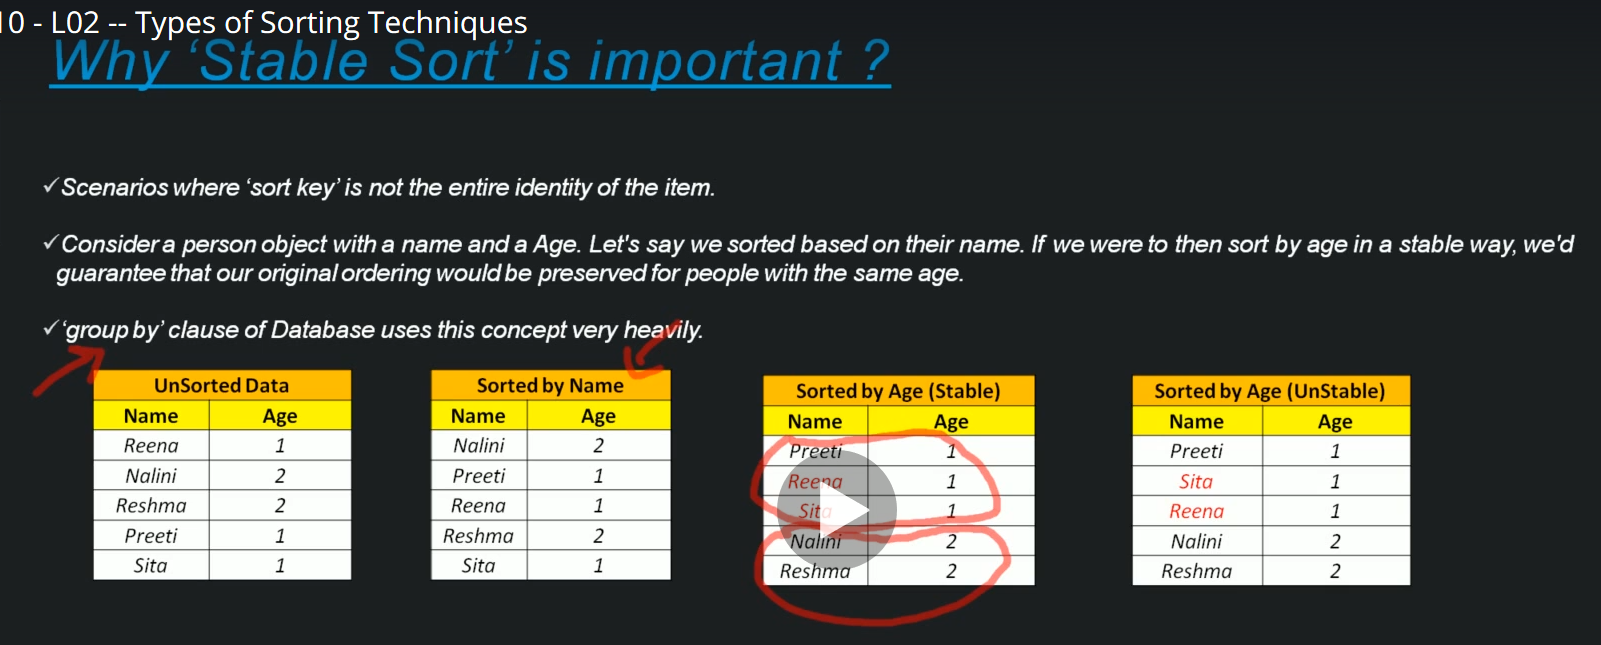 10 - L02 -- Types of Sorting Techniques
Why ‘Stable Sort’ is important ?
✓Scenarios where ‘sort key’ is not the entire identity of the item.
✓Consider a person object with a name and a Age. Let's say we sorted based on their name. If we were to then sort by age in a stable way, we'd
guarantee that our original ordering would be preserved for people with the same age.
✓‘group by’ clause of Database uses this concept very heavily.
UnSorted Data
Name Age
Reena 1
Nalini 2
Reshma 2
Preeti 1
Sita 1
Sorted by Name
Name Age
Nalini 2
Preeti 1
Reena 1
Reshma 2
Sita 1
Sorted by Age (Stable)
Name Age
Preeti 1
Reena 1
Sita 1
Nalini 2
Reshma 2
Sorted by Age (UnStable)
Name Age
Preeti 1
Sita 1
Reena 1
Nalini 2
Reshma 2